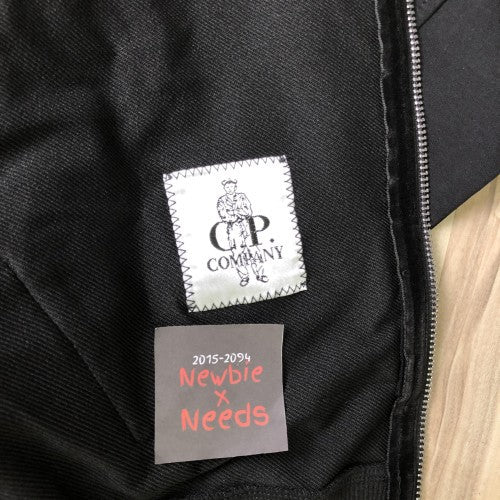 C.P.
COMPANY
2015-2094
Newbie
x
Needs